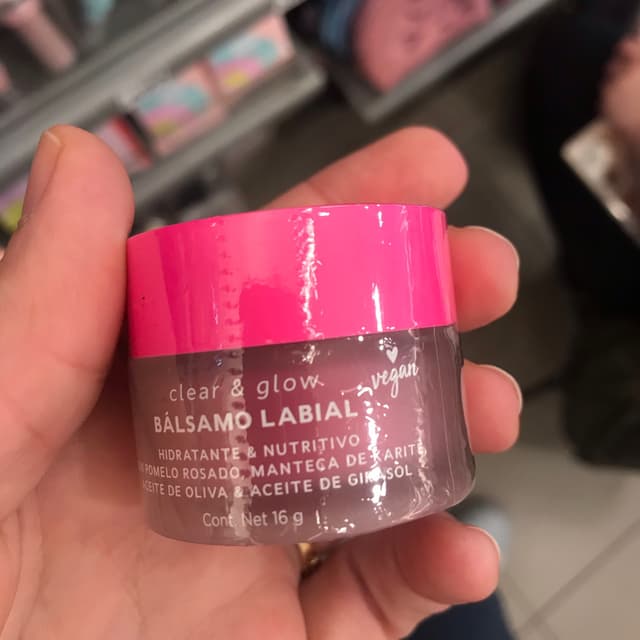 clear & glow
vegan
BÁLSAMO LABIAL
HIDRATANTE & NUTRITIVO
POMELO ROSADO, MANTECA DE KARITÉ,
ACEITE DE OLIVA & ACEITE DE GIRASOL
Cont. Net 16 g